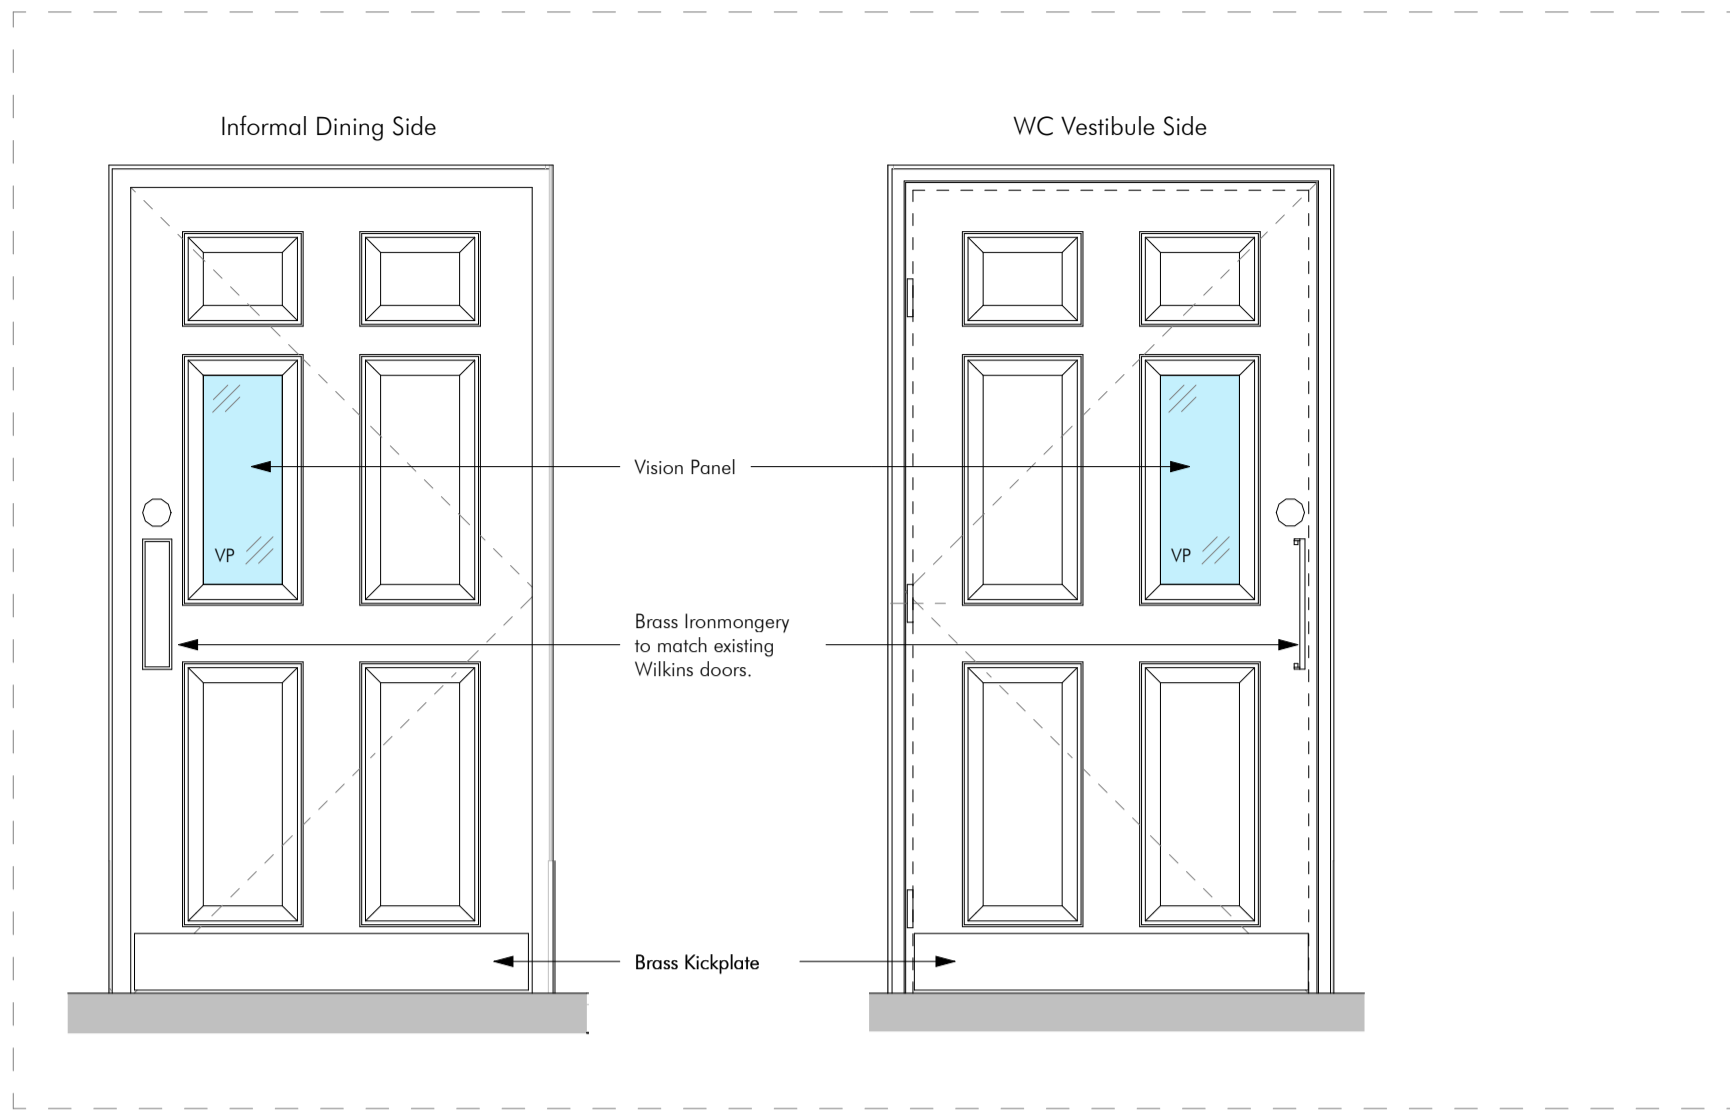 Informal Dining Side
WC Vestibule Side
Vision Panel
VP
VP
Brass Ironmongery
to match existing
Wilkins doors.
Brass Kickplate